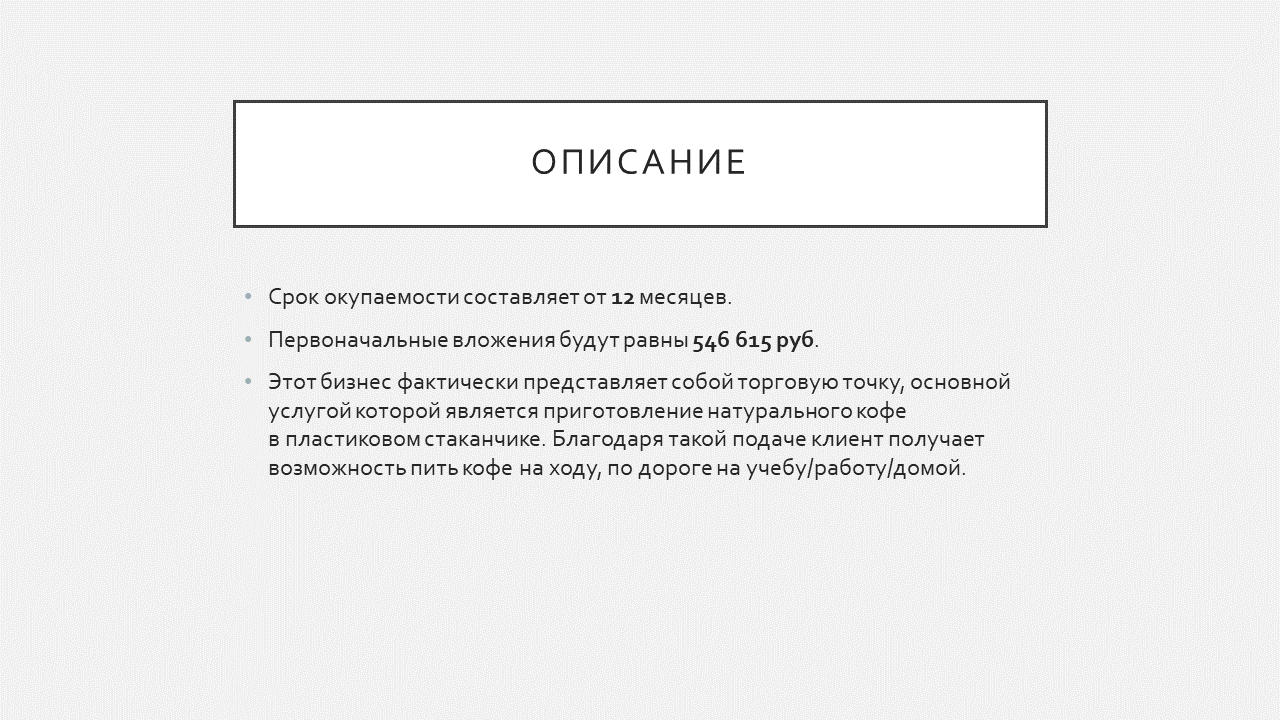 ОПИСАНИЕ
• Срок окупаемости составляет от 12 месяцев.
• Первоначальные вложения будут равны 546 615 руб.
• Этот бизнес фактически представляет собой торговую точку, основной
услугой которой является приготовление натурального кофе
в пластиковом стаканчике. Благодаря такой подаче клиент получает
возможность пить кофе на ходу, по дороге на учебу/работу/домой.